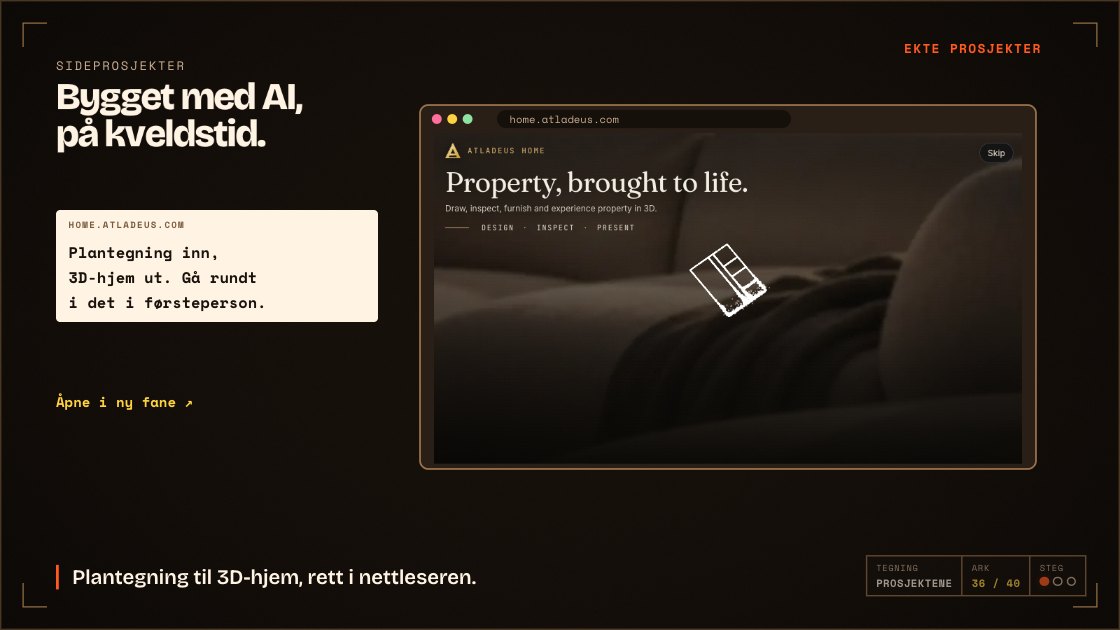 EKTE PROSJEKTER
SIDEPROSJEKTER
Bygget med AI,
på kveldstid.
HOME.ATLADEUS.COM
Plantegning inn,
3D-hjem ut. Gå rundt
i det i førsteperson.
Åpne i ny fane ↗
home.atladeus.com
ATLADEUS HOME
Skip
Property, brought to life.
Draw, inspect, furnish and experience property in 3D.
DESIGN · INSPECT · PRESENT
Plantegning til 3D-hjem, rett i nettleseren.
TEGNING
PROSJEKTENE
ARK
36 / 40
STEG